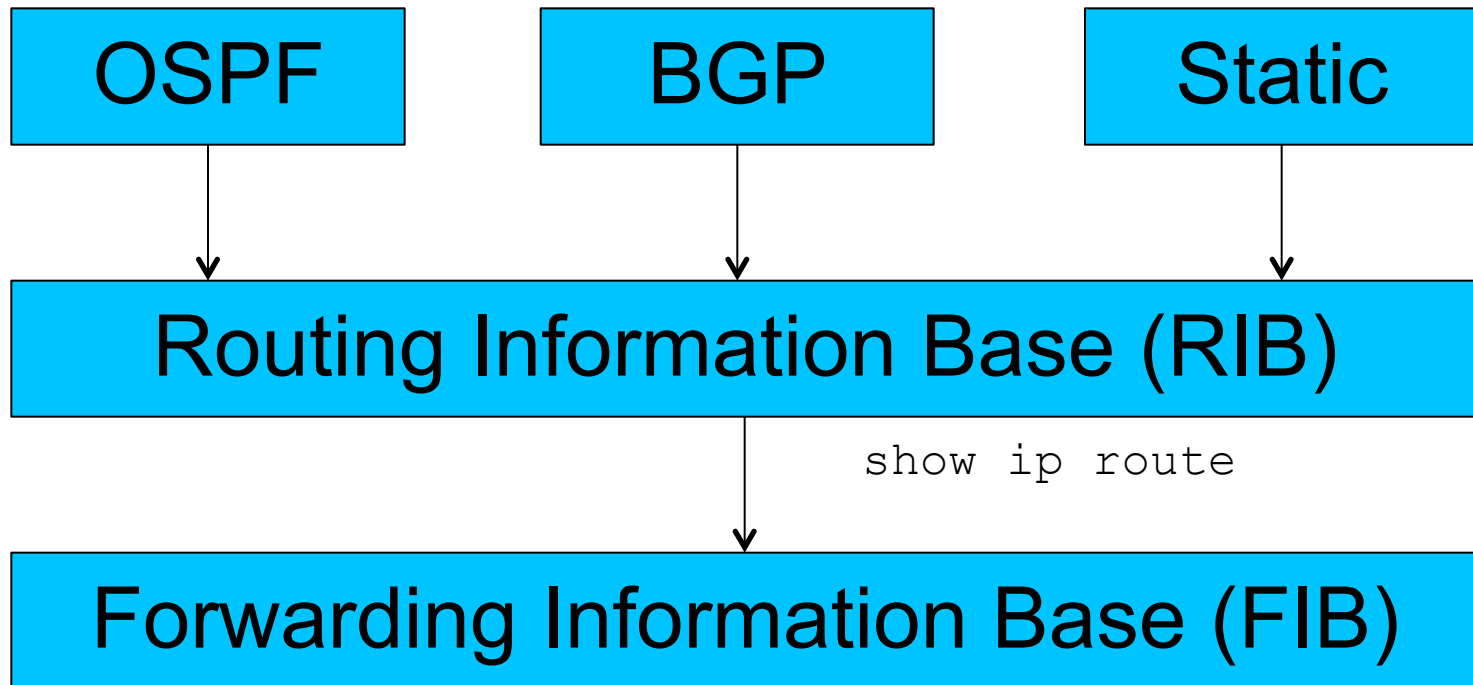 OSPF
BGP
Static
Routing Information Base (RIB)
show ip route
Forwarding Information Base (FIB)